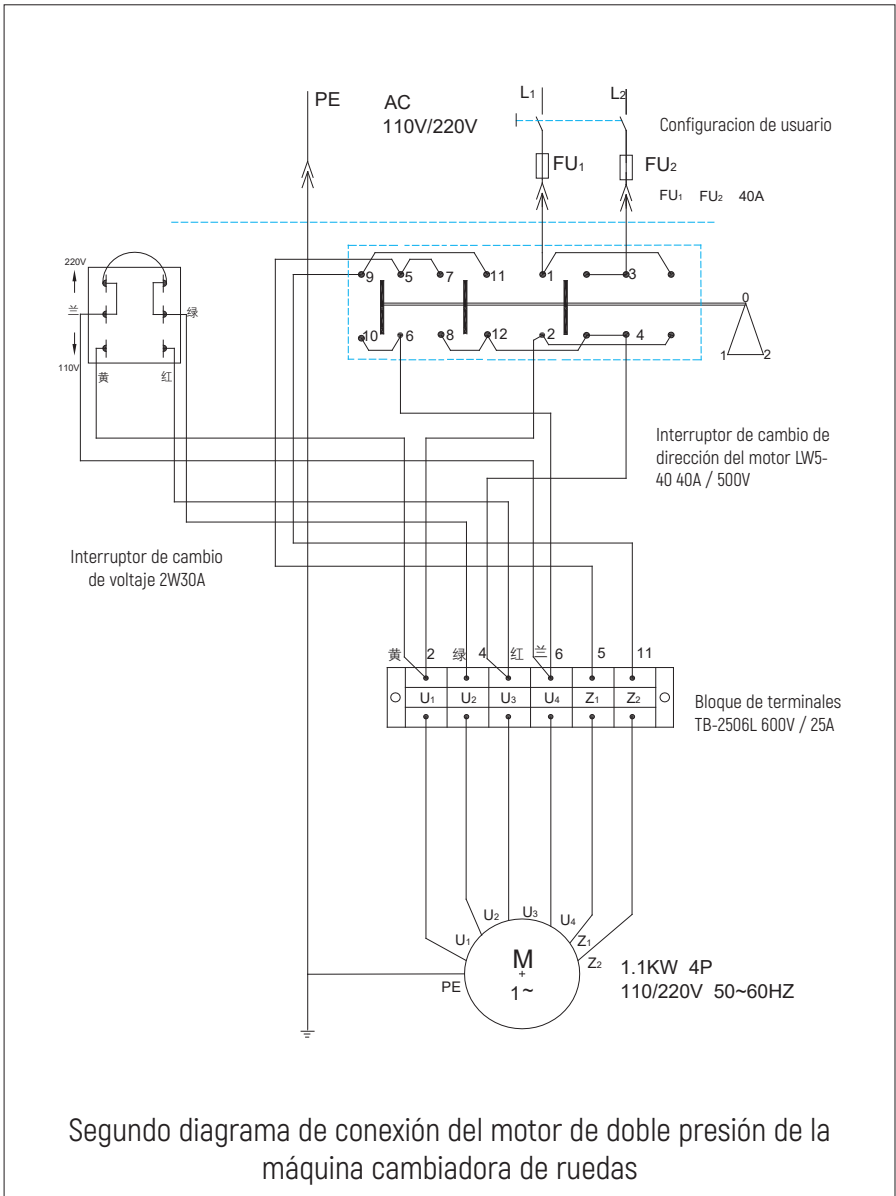 PE
AC
110V/220V
L1
L2
Configuracion de usuario
FU1
FU2
FU1 FU2 40A
220V
兰
绿
110V
黄
红
9
5
7
11
1
3
10
6
8
12
2
4
0
1
2
Interruptor de cambio de
dirección del motor LW5-
40 40A / 500V
Interruptor de cambio
de voltaje 2W30A
黄 2 绿 4 红 兰 6 5 11
U1 U2 U3 U4 Z1 Z2
Bloque de terminales
TB-2506L 600V / 25A
U1
U2
U3
U4
Z1
Z2
PE
M
+
1~
1.1KW 4P
110/220V 50~60HZ
Segundo diagrama de conexión del motor de doble presión de la
máquina cambiadora de ruedas